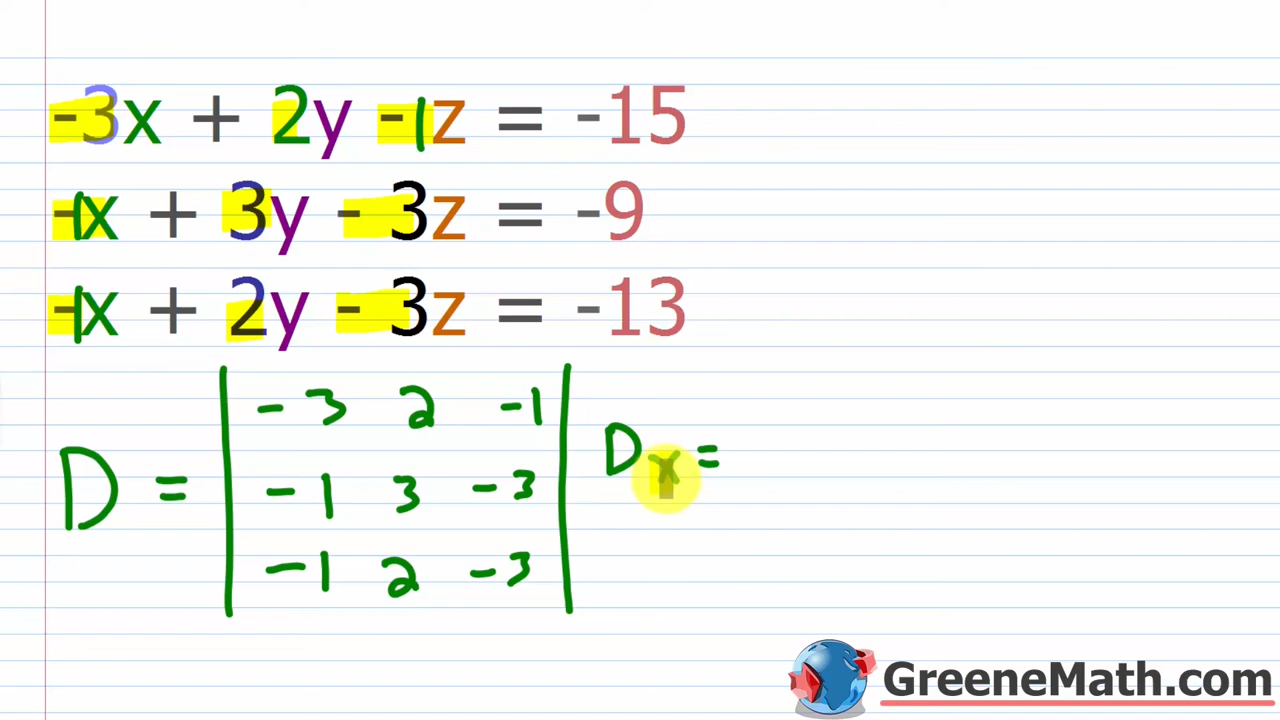 -3x + 2y -1z = -15
-1x + 3y - 3z = -9
-1x + 2y - 3z = -13
D = | -3 2 -1 |
| -1 3 -3 |
| -1 2 -3 |
Dx =
GreeneMath.com